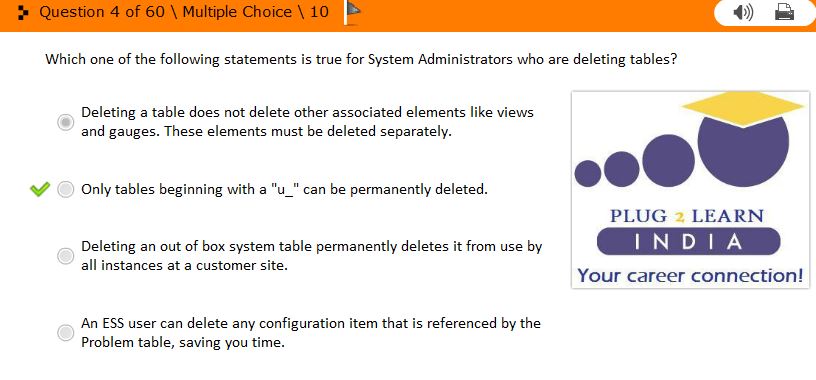 Question 4 of 60 \ Multiple Choice \ 10
Which one of the following statements is true for System Administrators who are deleting tables?
Deleting a table does not delete other associated elements like views
and gauges. These elements must be deleted separately.
Only tables beginning with a "u_" can be permanently deleted.
Deleting an out of box system table permanently deletes it from use by
all instances at a customer site.
An ESS user can delete any configuration item that is referenced by the
Problem table, saving you time.
PLUG 2 LEARN
INDIA
Your career connection!